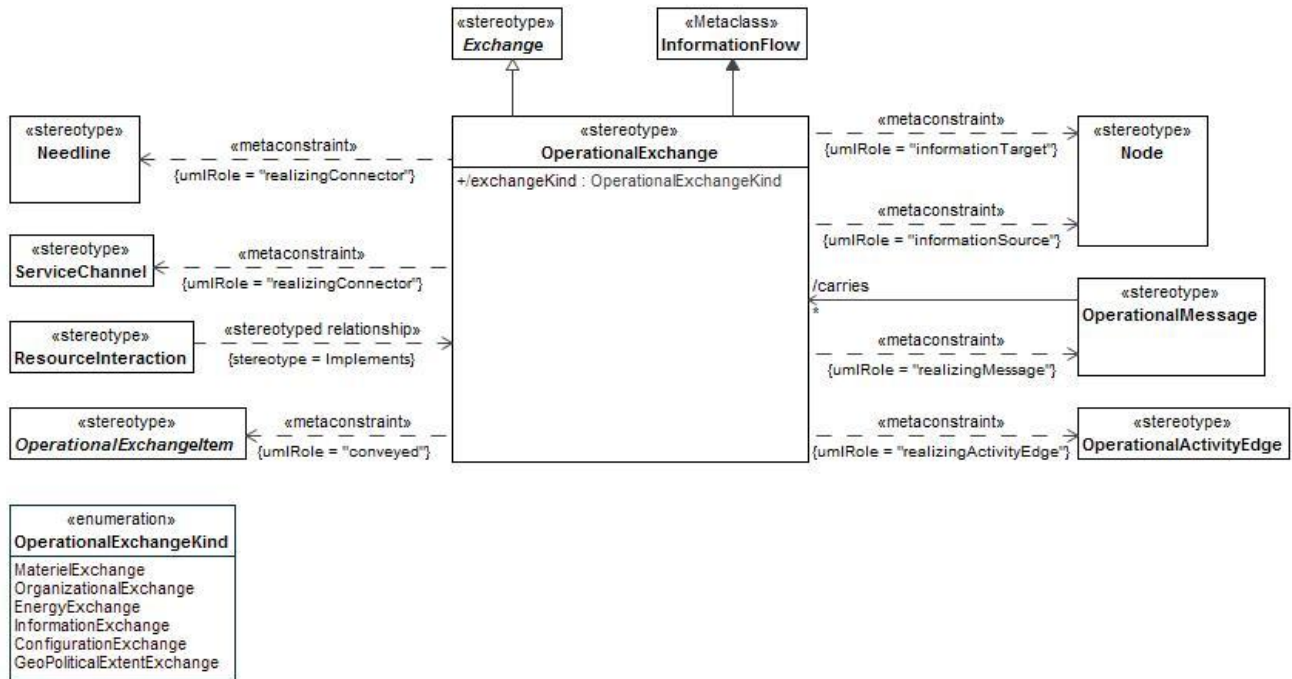 «stereotype»
Exchange
«Metaclass»
InformationFlow
«stereotype»
Needline
«metaconstraint»
{umlRole = "realizingConnector"}
«stereotype»
ServiceChannel
«metaconstraint»
{umlRole = "realizingConnector"}
«stereotype»
ResourceInteraction
«stereotyped relationship»
{stereotype = Implements}
«stereotype»
OperationalExchangeItem
«metaconstraint»
{umlRole = "conveyed"}
«stereotype»
OperationalExchange
+/exchangeKind : OperationalExchangeKind
«metaconstraint»
{umlRole = "informationTarget"}
«metaconstraint»
{umlRole = "informationSource"}
«stereotype»
Node
/carries
*
«stereotype»
OperationalMessage
«metaconstraint»
{umlRole = "realizingMessage"}
«metaconstraint»
{umlRole = "realizingActivityEdge"}
«stereotype»
OperationalActivityEdge
«enumeration»
OperationalExchangeKind
MaterielExchange
OrganizationalExchange
EnergyExchange
InformationExchange
ConfigurationExchange
GeoPoliticalExtentExchange